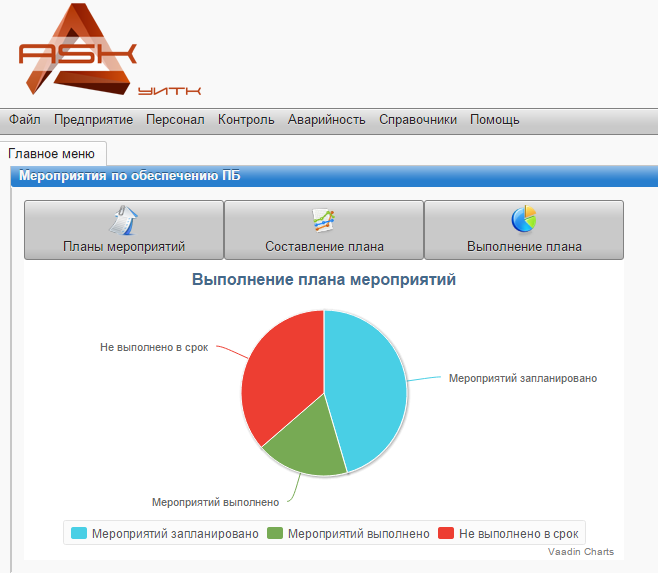 ASK
УИТК
Файл Предприятие Персонал Контроль Аварийность Справочники Помощь
Главное меню
Мероприятия по обеспечению ПБ
Планы мероприятий Составление плана Выполнение плана
Выполнение плана мероприятий
Не выполнено в срок
Мероприятий запланировано
Мероприятий выполнено
Мероприятий запланировано Мероприятий выполнено Не выполнено в срок
Vaadin Charts